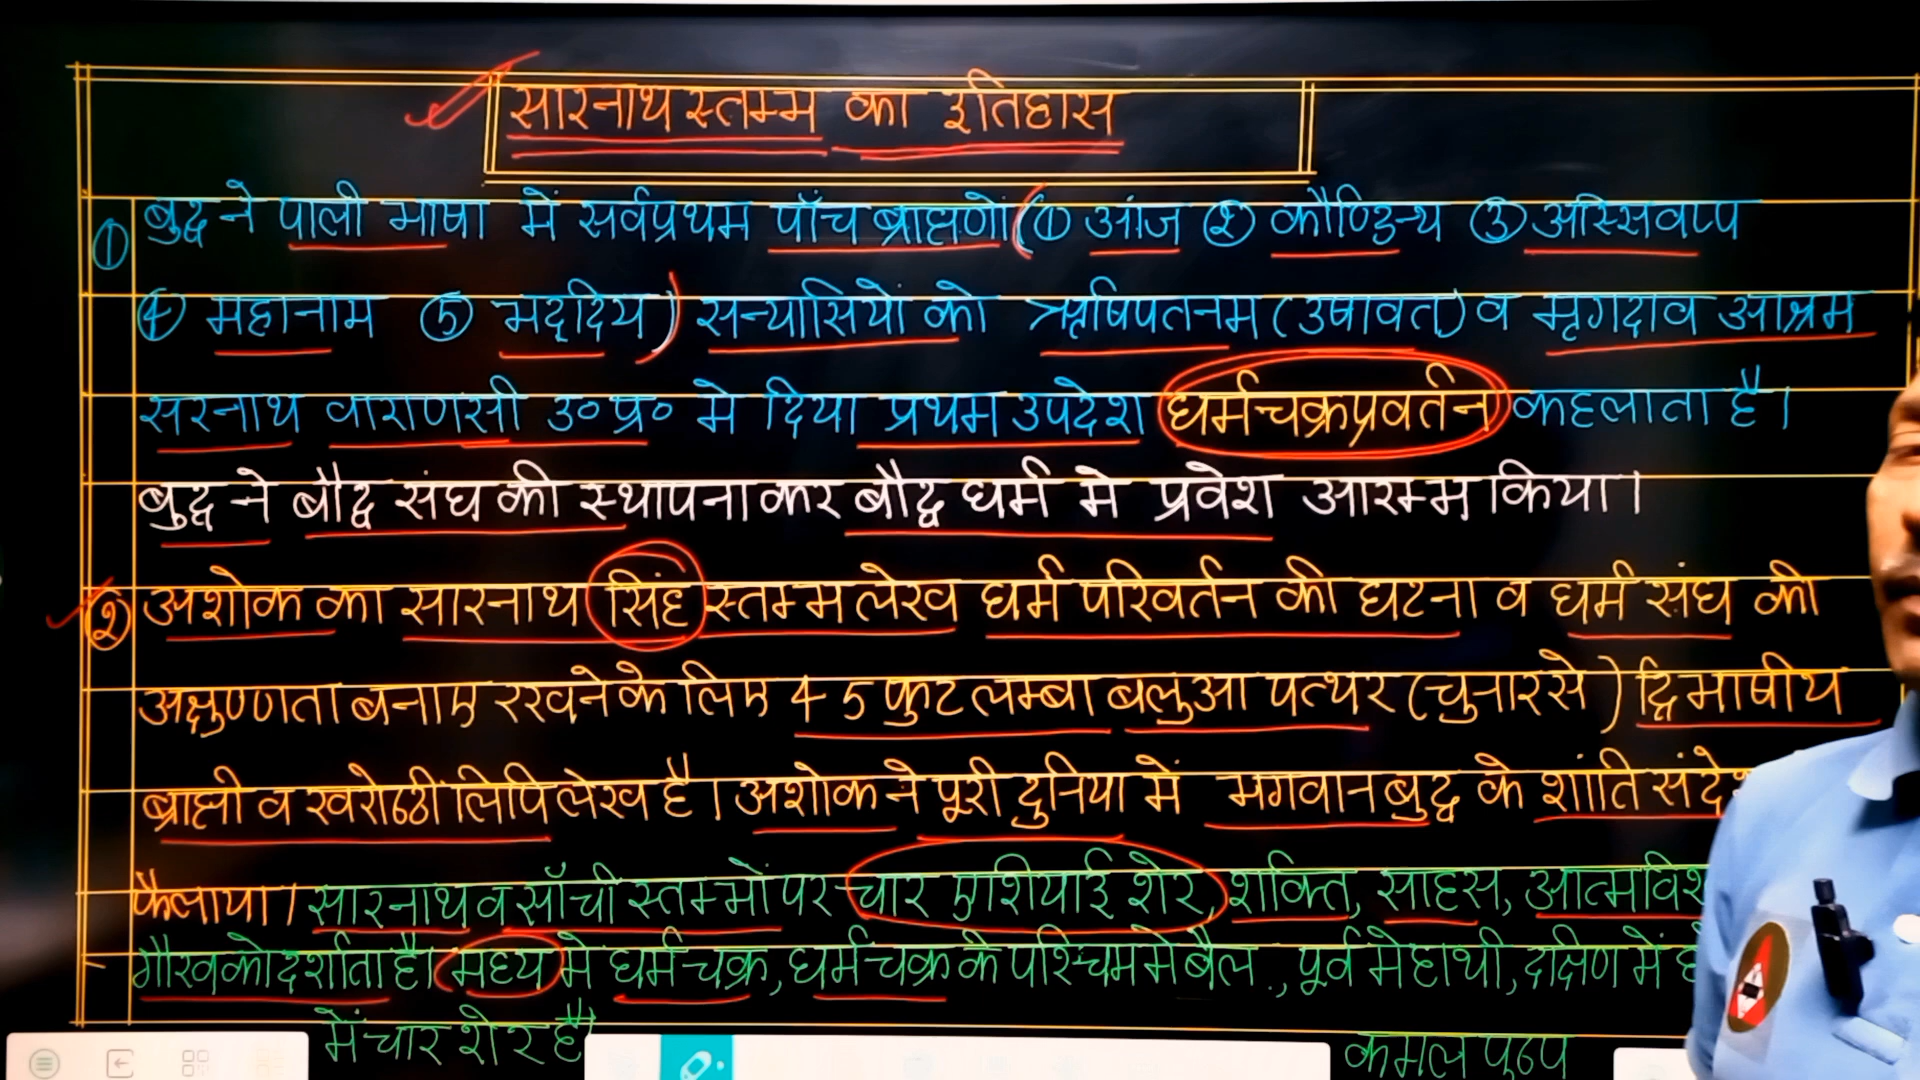 सारनाथ स्तम्भ का इतिहास
① बुद्ध ने पाली भाषा में सर्वप्रथम पाँच ब्राह्मणों (① आंज ② कौण्डिन्य ③ अस्सिवप्प
④ महानाम ⑤ भद्दिय) सन्यासियों को ऋषिपतनम (उषावत) व मृगदाव आश्रम
सरनाथ वाराणसी उ० प्र० मे दिया प्रथम उपदेश धर्मचक्रप्रवर्तन कहलाता है।
बुद्ध ने बौद्ध संघ की स्थापना कर बौद्ध धर्म मे प्रवेश आरम्भ किया।
② अशोक का सारनाथ सिंह स्तम्भ लेख धर्म परिवर्तन की घटना व धर्म संघ की
अक्षुण्णता बनाए रखने के लिए 45 फुट लम्बा बलुआ पत्थर (चुनार से) द्विभाषीय
ब्राह्मी व खरोष्ठी लिपि लेख है। अशोक ने पूरी दुनिया में भगवान बुद्ध के शांति संदे
फैलाया। सारनाथ व साँची स्तम्भों पर चार एशियाई शेर, शक्ति, साहस, आत्मविश
गौरव को दर्शाता है। मध्य मे धर्म चक्र, धर्म चक्र के पश्चिम मे बैल, पूर्व मे हाथी, दक्षिण में
में चार शेर है कमल पुष्प